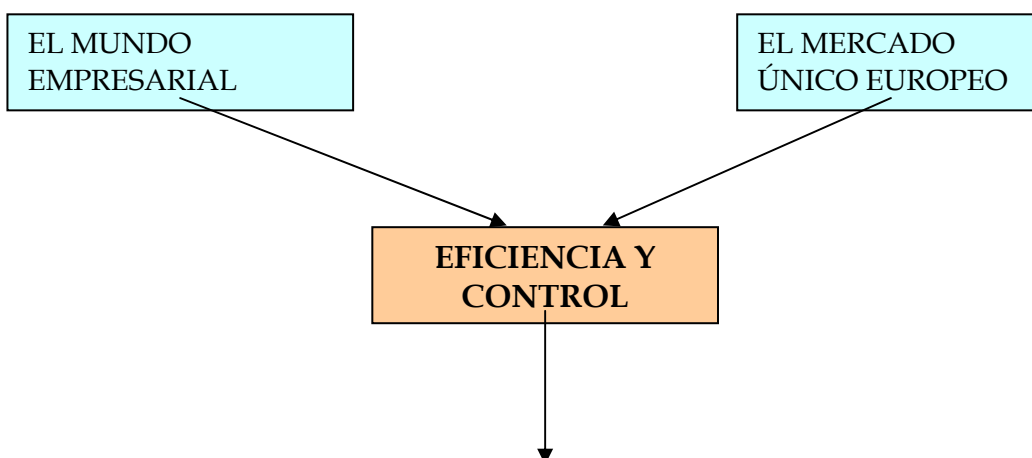 EL MUNDO
EMPRESARIAL
EL MERCADO
ÚNICO EUROPEO
EFICIENCIA Y
CONTROL